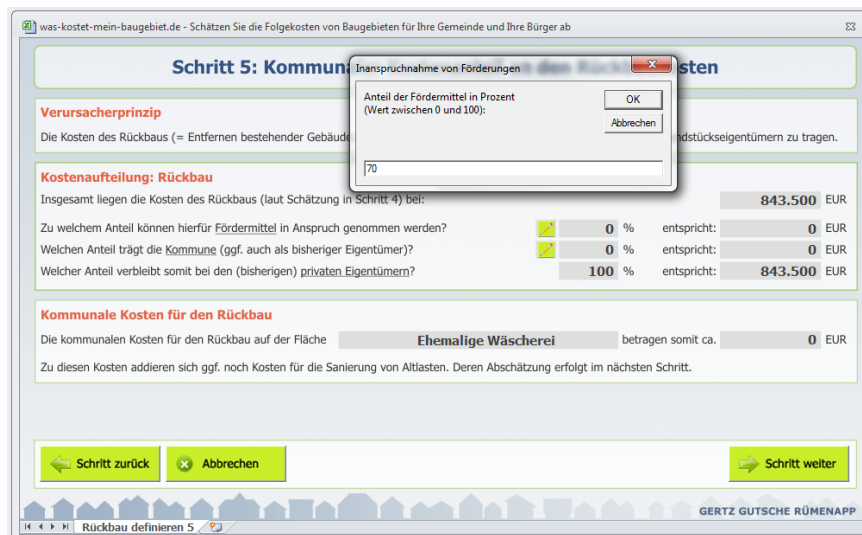 was-kostet-mein-baugebiet.de - Schätzen Sie die Folgekosten von Baugebieten für Ihre Gemeinde und Ihre Bürger ab
Schritt 5: Kommun
sten
Inanspruchnahme von Förderungen
Anteil der Fördermittel in Prozent
(Wert zwischen 0 und 100):
OK
Abbrechen
70
Verursacherprinzip
Die Kosten des Rückbaus (= Entfernen bestehender Gebäude
ndstückseigentümern zu tragen.
Kostenaufteilung: Rückbau
Insgesamt liegen die Kosten des Rückbaus (laut Schätzung in Schritt 4) bei: 843.500 EUR
Zu welchem Anteil können hierfür Fördermittel in Anspruch genommen werden? 0 % entspricht: 0 EUR
Welchen Anteil trägt die Kommune (ggf. auch als bisheriger Eigentümer)? 0 % entspricht: 0 EUR
Welcher Anteil verbleibt somit bei den (bisherigen) privaten Eigentümern? 100 % entspricht: 843.500 EUR
Kommunale Kosten für den Rückbau
Die kommunalen Kosten für den Rückbau auf der Fläche Ehemalige Wäscherei betragen somit ca. 0 EUR
Zu diesen Kosten addieren sich ggf. noch Kosten für die Sanierung von Altlasten. Deren Abschätzung erfolgt im nächsten Schritt.
Schritt zurück Abbrechen Schritt weiter
GERTZ GUTSCHE RÜMENAPP
Rückbau definieren 5